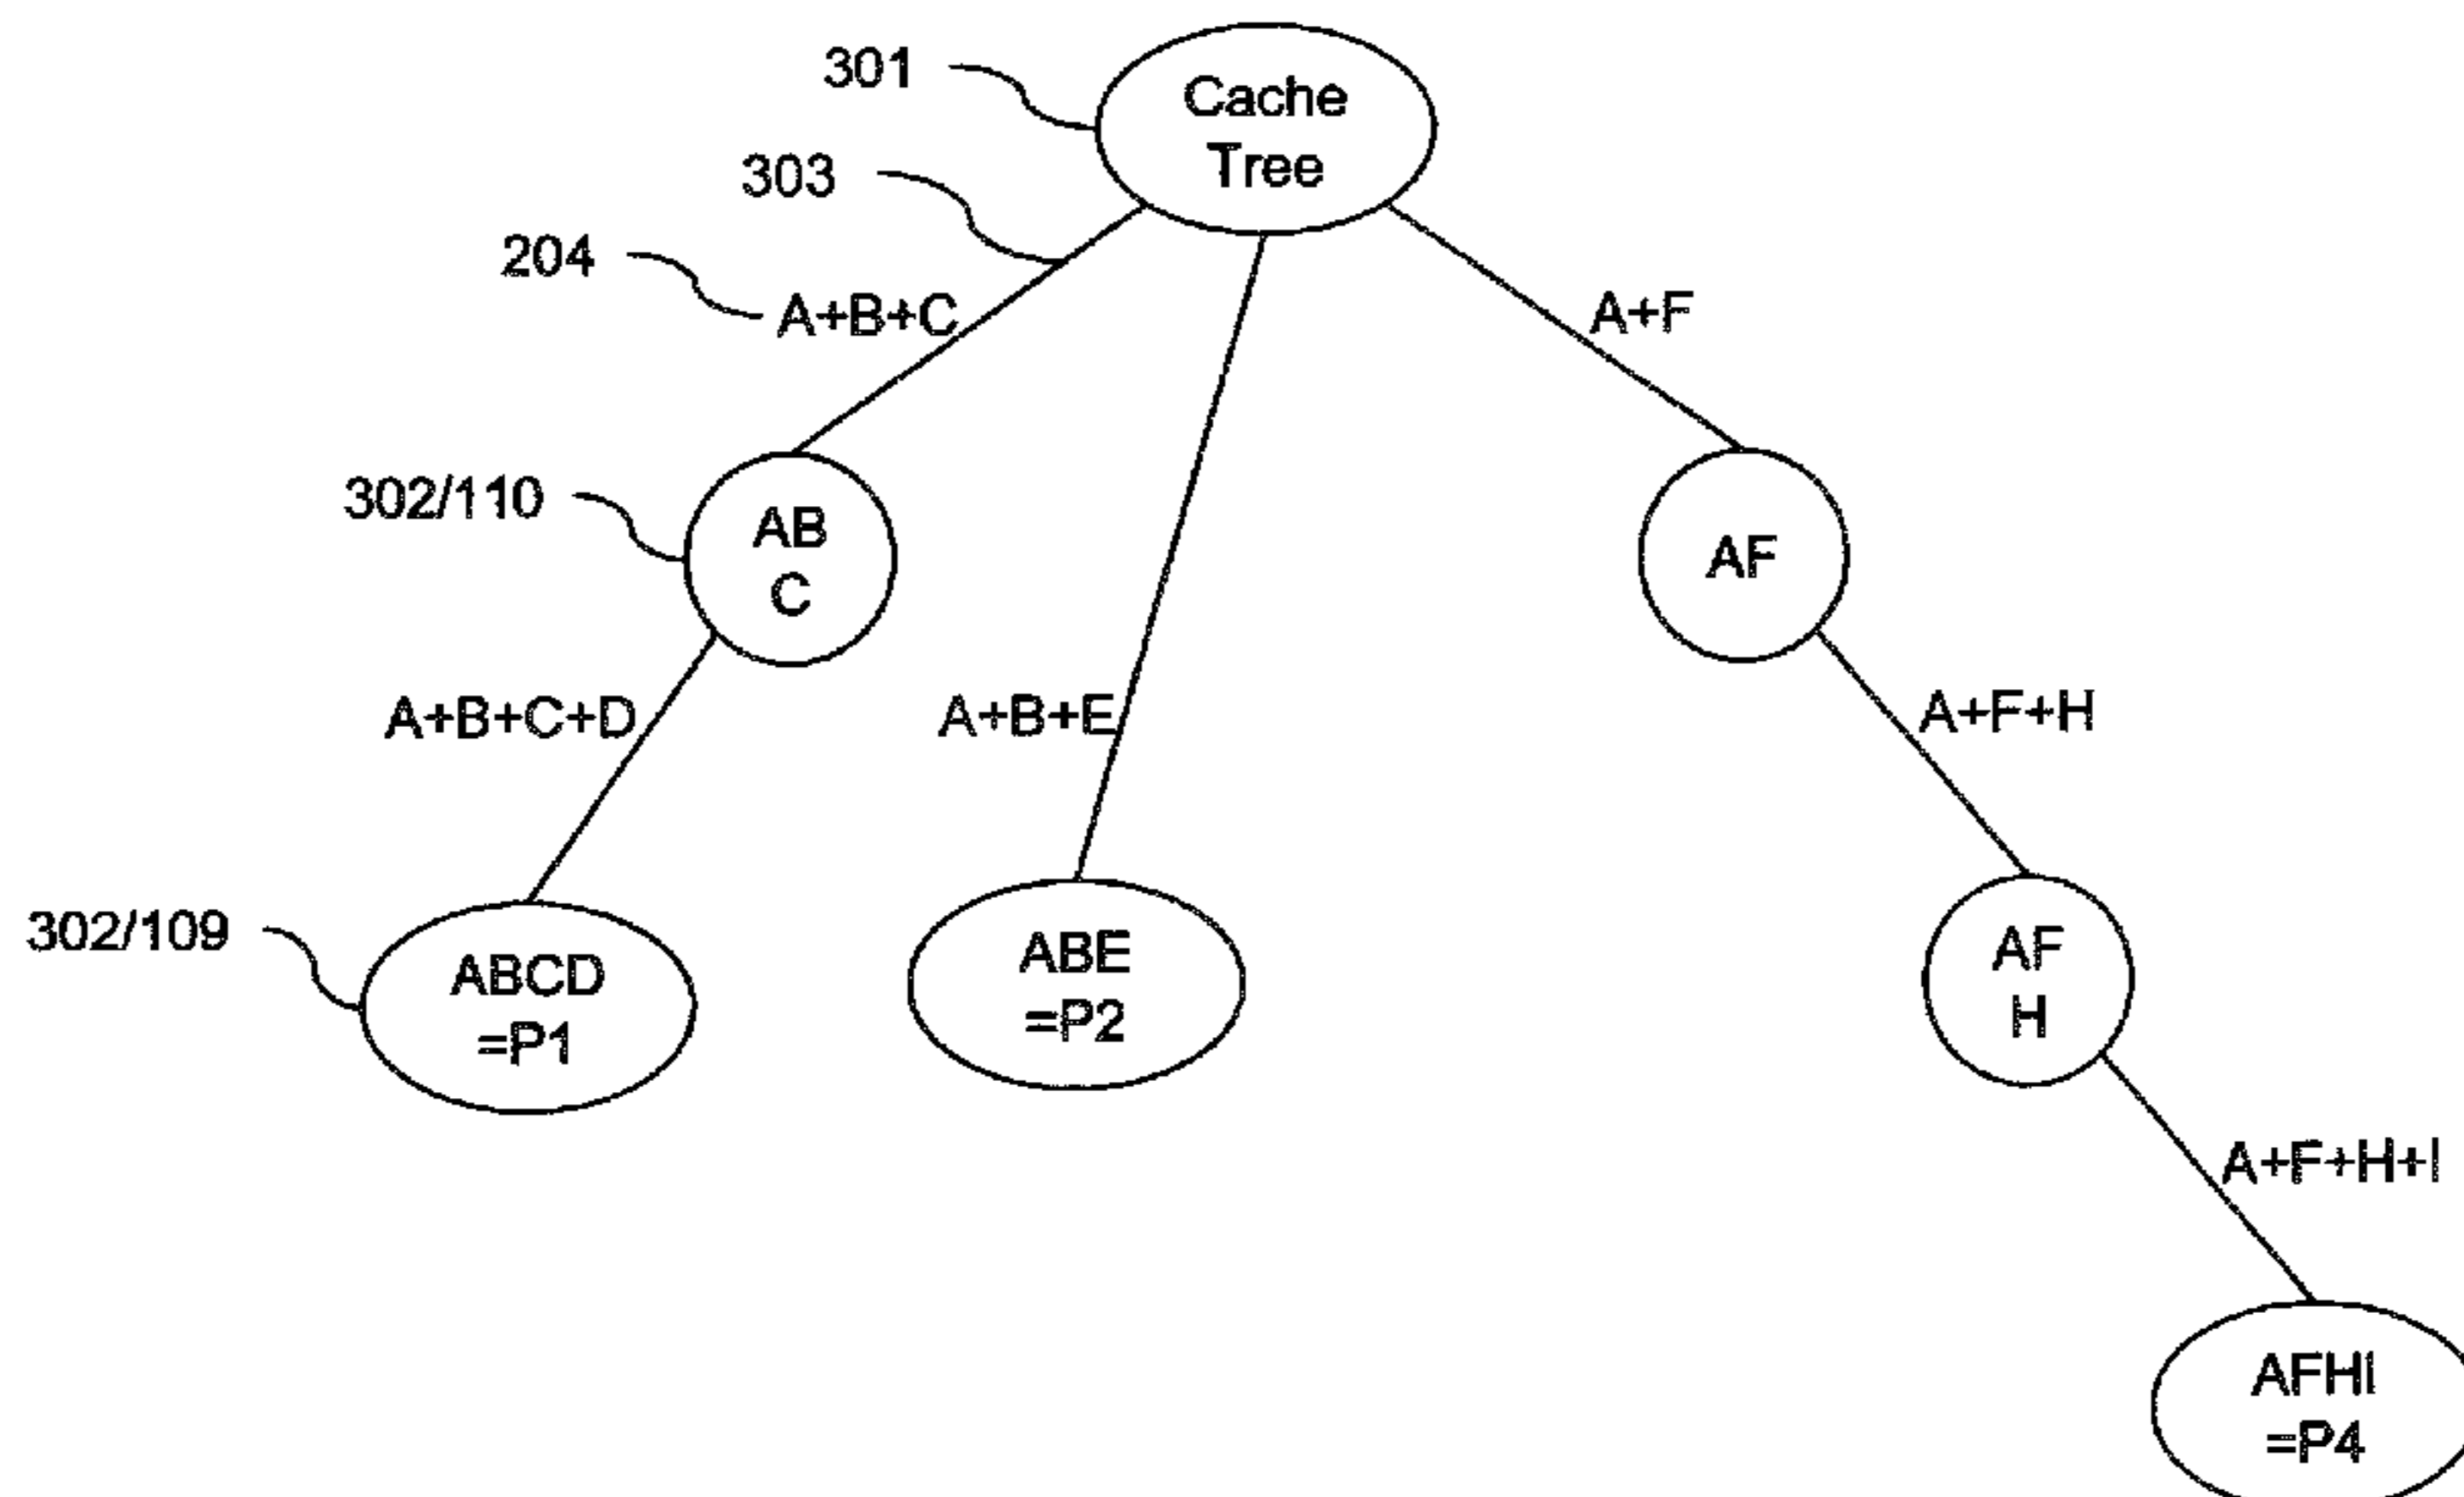 301
Cache
Tree
303
204
A+B+C
A+F
302/110
AB
C
AF
A+B+C+D
A+B+E
A+F+H
302/109
ABCD
=P1
ABE
=P2
AF
H
A+F+H+I
AFHI
=P4